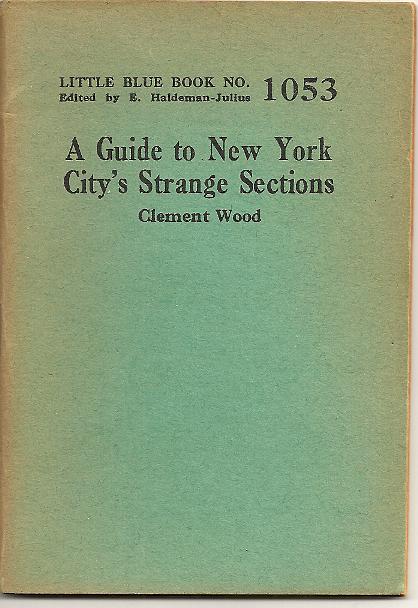 LITTLE BLUE BOOK NO. 1053
Edited by E. Haldeman-Julius
A Guide to New York
City's Strange Sections
Clement Wood